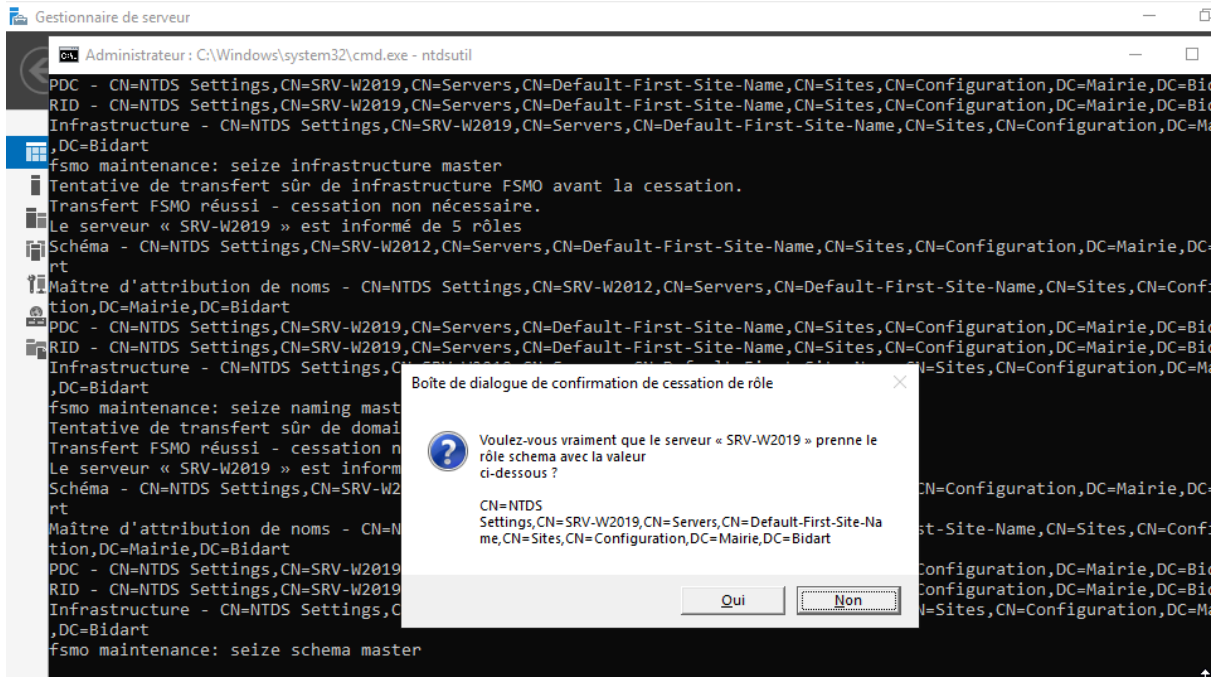 Gestionnaire de serveur
Administrateur : C:\Windows\system32\cmd.exe - ntdsutil
PDC - CN=NTDS Settings,CN=SRV-W2019,CN=Servers,CN=Default-First-Site-Name,CN=Sites,CN=Configuration,DC=Mairie,DC=Bid
RID - CN=NTDS Settings,CN=SRV-W2019,CN=Servers,CN=Default-First-Site-Name,CN=Sites,CN=Configuration,DC=Mairie,DC=Bid
Infrastructure - CN=NTDS Settings,CN=SRV-W2019,CN=Servers,CN=Default-First-Site-Name,CN=Sites,CN=Configuration,DC=Ma
,DC=Bidart
fsmo maintenance: seize infrastructure master
Tentative de transfert sûr de infrastructure FSMO avant la cessation.
Transfert FSMO réussi - cessation non nécessaire.
Le serveur « SRV-W2019 » est informé de 5 rôles
Schéma - CN=NTDS Settings,CN=SRV-W2012,CN=Servers,CN=Default-First-Site-Name,CN=Sites,CN=Configuration,DC=Mairie,DC=
rt
Maître d'attribution de noms - CN=NTDS Settings,CN=SRV-W2012,CN=Servers,CN=Default-First-Site-Name,CN=Sites,CN=Confi
tion,DC=Mairie,DC=Bidart
PDC - CN=NTDS Settings,CN=SRV-W2019,CN=Servers,CN=Default-First-Site-Name,CN=Sites,CN=Configuration,DC=Mairie,DC=Bid
RID - CN=NTDS Settings,CN=SRV-W2019,CN=Servers,CN=Default-First-Site-Name,CN=Sites,CN=Configuration,DC=Mairie,DC=Bid
Infrastructure - CN=NTDS Settings,C N=Sites,CN=Configuration,DC=Ma
,DC=Bidart
fsmo maintenance: seize naming mast
Tentative de transfert sûr de domai
Transfert FSMO réussi - cessation n
Le serveur « SRV-W2019 » est inform
Schéma - CN=NTDS Settings,CN=SRV-W2 CN=Configuration,DC=Mairie,DC=
rt
Maître d'attribution de noms - CN=N st-Site-Name,CN=Sites,CN=Confi
tion,DC=Mairie,DC=Bidart
PDC - CN=NTDS Settings,CN=SRV-W2019 Configuration,DC=Mairie,DC=Bid
RID - CN=NTDS Settings,CN=SRV-W2019 Configuration,DC=Mairie,DC=Bid
Infrastructure - CN=NTDS Settings,C N=Sites,CN=Configuration,DC=Ma
,DC=Bidart
fsmo maintenance: seize schema master
Boîte de dialogue de confirmation de cessation de rôle
Voulez-vous vraiment que le serveur « SRV-W2019 » prenne le
rôle schema avec la valeur
ci-dessous ?
CN=NTDS
Settings,CN=SRV-W2019,CN=Servers,CN=Default-First-Site-Na
me,CN=Sites,CN=Configuration,DC=Mairie,DC=Bidart
Oui
Non